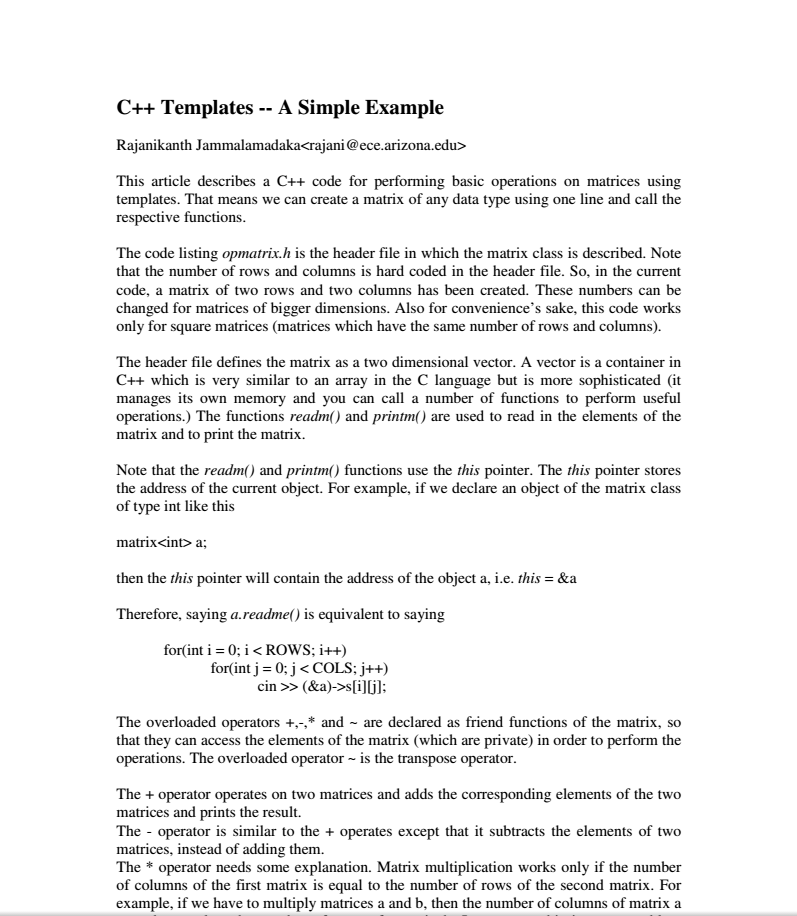 C++ Templates -- A Simple Example
Rajanikanth Jammalamadaka<rajani@ece.arizona.edu>
This article describes a C++ code for performing basic operations on matrices using
templates. That means we can create a matrix of any data type using one line and call the
respective functions.
The code listing opmatrix.h is the header file in which the matrix class is described. Note
that the number of rows and columns is hard coded in the header file. So, in the current
code, a matrix of two rows and two columns has been created. These numbers can be
changed for matrices of bigger dimensions. Also for convenience's sake, this code works
only for square matrices (matrices which have the same number of rows and columns).
The header file defines the matrix as a two dimensional vector. A vector is a container in
C++ which is very similar to an array in the C language but is more sophisticated (it
manages its own memory and you can call a number of functions to perform useful
operations.) The functions readm() and printm() are used to read in the elements of the
matrix and to print the matrix.
Note that the readm() and printm() functions use the this pointer. The this pointer stores
the address of the current object. For example, if we declare an object of the matrix class
of type int like this
matrix<int> a;
then the this pointer will contain the address of the object a, i.e. this = &a
Therefore, saying a.readme() is equivalent to saying
for(int i = 0; i < ROWS; i++)
for(int j = 0; j < COLS; j++)
cin >> (&a)->s[i][j];
The overloaded operators +,-,* and ~ are declared as friend functions of the matrix, so
that they can access the elements of the matrix (which are private) in order to perform the
operations. The overloaded operator ~ is the transpose operator.
The + operator operates on two matrices and adds the corresponding elements of the two
matrices and prints the result.
The - operator is similar to the + operates except that it subtracts the elements of two
matrices, instead of adding them.
The * operator needs some explanation. Matrix multiplication works only if the number
of columns of the first matrix is equal to the number of rows of the second matrix. For
example, if we have to multiply matrices a and b, then the number of columns of matrix a